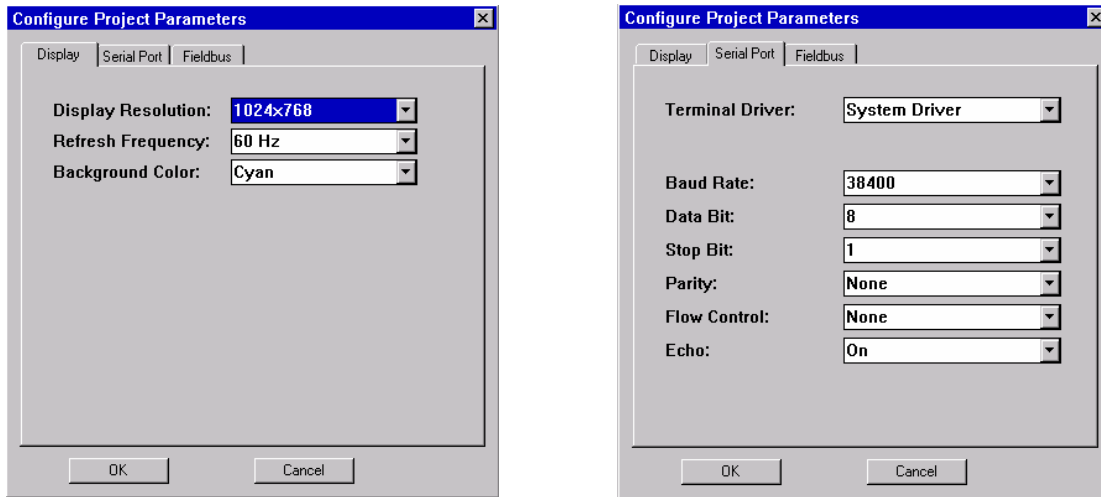 Configure Project Parameters
Display Serial Port Fieldbus
Display Resolution: 1024x768
Refresh Frequency: 60 Hz
Background Color: Cyan
OK Cancel
Configure Project Parameters
Display Serial Port Fieldbus
Terminal Driver: System Driver
Baud Rate: 38400
Data Bit: 8
Stop Bit: 1
Parity: None
Flow Control: None
Echo: On
OK Cancel